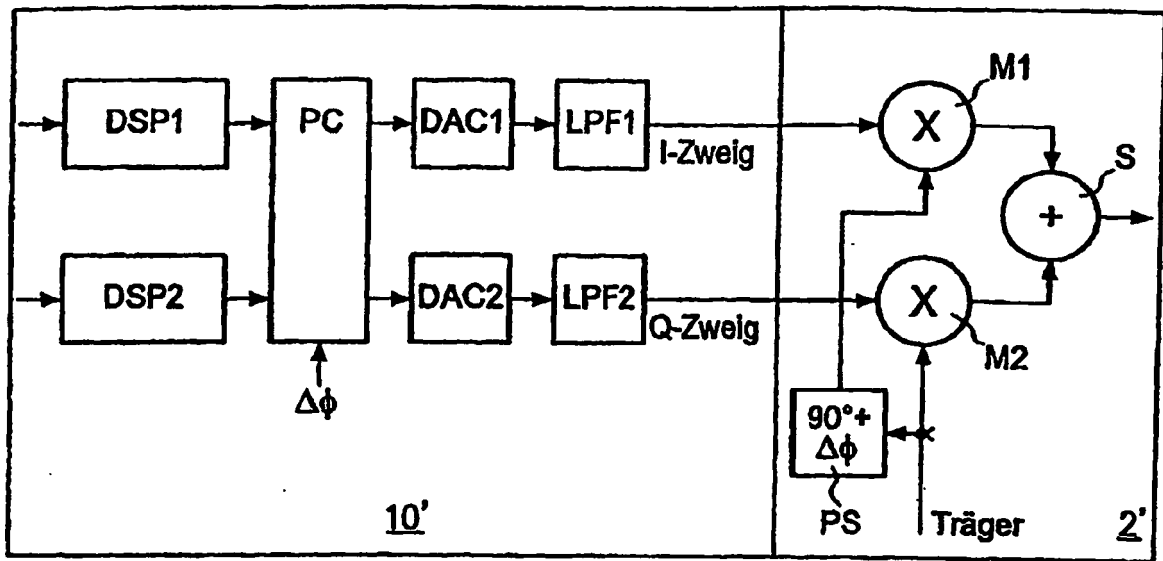 M1
DSP1
PC
DAC1
LPF1
X
I-Zweig
S
+
DSP2
DAC2
LPF2
X
Q-Zweig
M2
Δϕ
90°+
Δϕ
10'
PS
Träger
2'